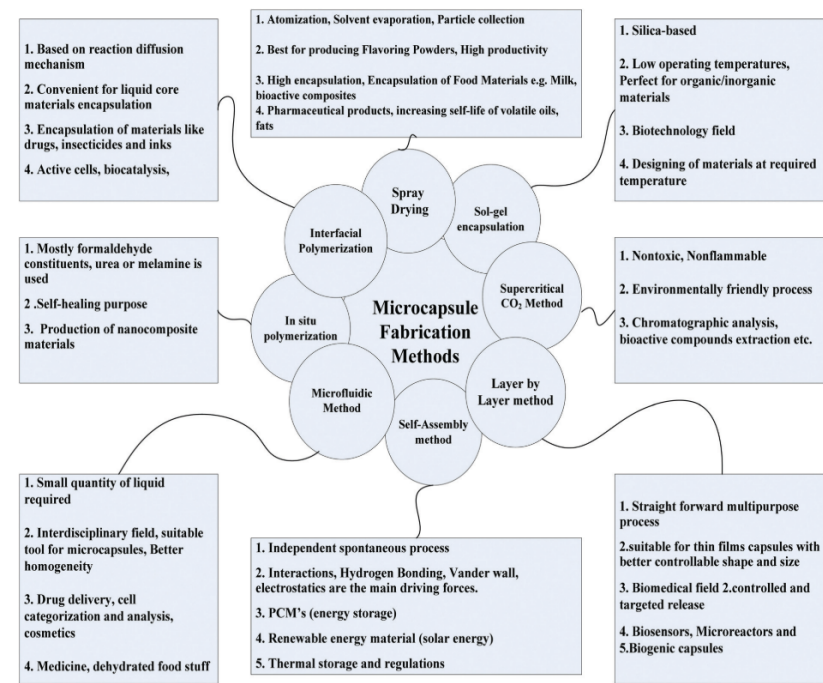 1. Atomization, Solvent evaporation, Particle collection
2. Best for producing Flavoring Powders, High productivity
3. High encapsulation, Encapsulation of Food Materials e.g. Milk,
bioactive composites
4. Pharmaceutical products, increasing self-life of volatile oils,
fats
1. Based on reaction diffusion
mechanism
2. Convenient for liquid core
materials encapsulation
3. Encapsulation of materials like
drugs, insecticides and inks
4. Active cells, biocatalysis,
1. Silica-based
2. Low operating temperatures,
Perfect for organic/inorganic
materials
3. Biotechnology field
4. Designing of materials at required
temperature
Spray
Drying
Sol-gel
encapsulation
Interfacial
Polymerization
Supercritical
CO₂ Method
In situ
polymerization
Microcapsule
Fabrication
Methods
Microfluidic
Method
Layer by
Layer method
Self-Assembly
method
1. Mostly formaldehyde
constituents, urea or melamine is
used
2 .Self-healing purpose
3. Production of nanocomposite
materials
1. Nontoxic, Nonflammable
2. Environmentally friendly process
3. Chromatographic analysis,
bioactive compounds extraction etc.
1. Small quantity of liquid
required
2. Interdisciplinary field, suitable
tool for microcapsules, Better
homogeneity
3. Drug delivery, cell
categorization and analysis,
cosmetics
4. Medicine, dehydrated food stuff
1. Independent spontaneous process
2. Interactions, Hydrogen Bonding, Vander wall,
electrostatics are the main driving forces.
3. PCM's (energy storage)
4. Renewable energy material (solar energy)
5. Thermal storage and regulations
1. Straight forward multipurpose
process
2.suitable for thin films capsules with
better controllable shape and size
3. Biomedical field 2.controlled and
targeted release
4. Biosensors, Microreactors and
5.Biogenic capsules